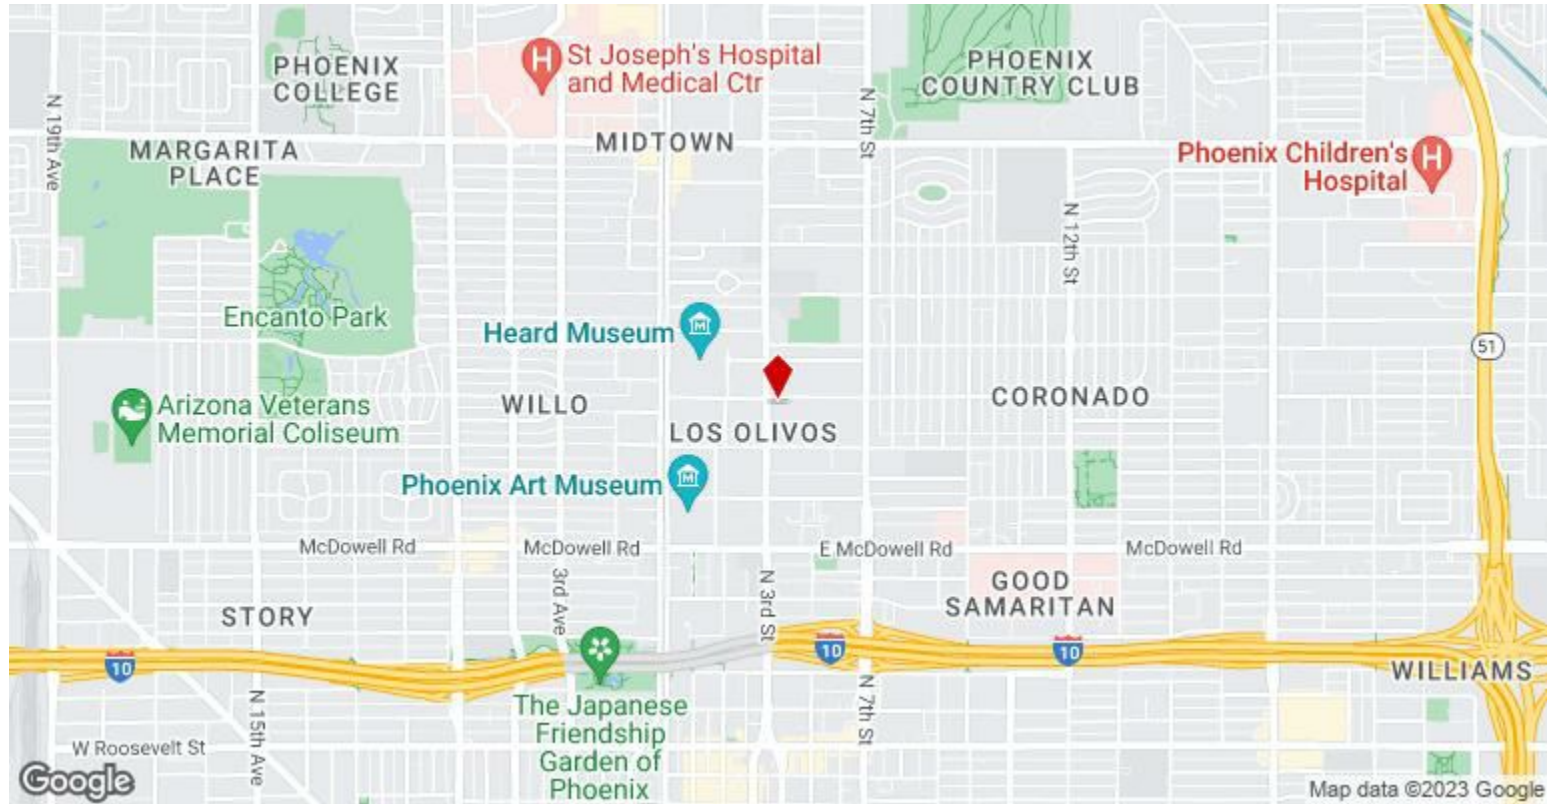 PHOENIX
COLLEGE
H
St Joseph's Hospital
and Medical Ctr
PHOENIX
COUNTRY CLUB
N 19th Ave
N 7th St
MARGARITA
PLACE
MIDTOWN
Phoenix Children's
Hospital
H
N 12th St
Encanto Park
Heard Museum
M
51
Arizona Veterans
Memorial Coliseum
WILLO
CORONADO
LOS OLIVOS
Phoenix Art Museum
M
McDowell Rd
McDowell Rd
E McDowell Rd
McDowell Rd
3rd Ave
N 3rd St
GOOD
SAMARITAN
STORY
10
10
10
WILLIAMS
N 15th Ave
N 7th St
The Japanese
Friendship
Garden of
Phoenix
W Roosevelt St
Google
Map data ©2023 Google